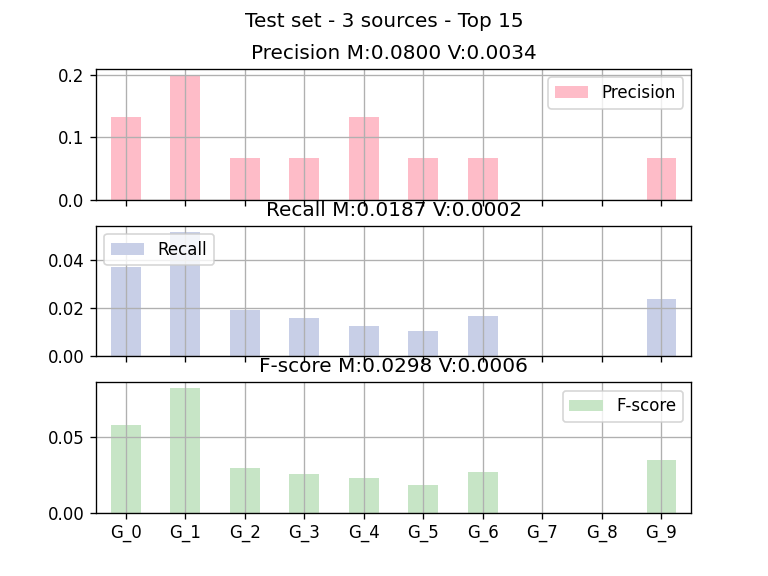 Test set - 3 sources - Top 15
Precision M:0.0800 V:0.0034
0.2
0.1
0.0
Precision
Recall M:0.0187 V:0.0002
0.04
0.02
0.00
Recall
F-score M:0.0298 V:0.0006
0.05
0.00
F-score
G_0 G_1 G_2 G_3 G_4 G_5 G_6 G_7 G_8 G_9